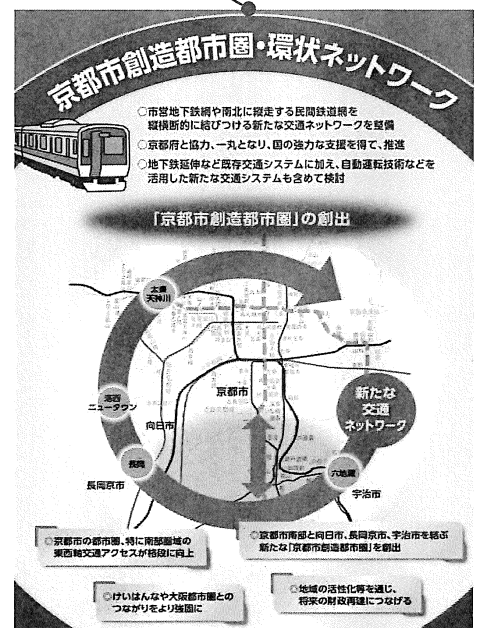 京都市創造都市圏・環状ネットワーク
○市営地下鉄網や南北に縦走する民間鉄道網を
縦横断的に結びつける新たな交通ネットワークを整備
○京都府と協力、一丸となり、国の強力な支援を得て、推進
○地下鉄延伸など既存交通システムに加え、自動運転技術などを
活用した新たな交通システムも含めて検討
「京都市創造都市圏」の創出
太秦
天神川
京都市
新たな
交通
ネットワーク
洛西
ニュータウン
向日市
長岡
六地蔵
長岡京市
宇治市
◎京都市の都市圏、特に南部圏域の
東西軸交通アクセスが格段に向上
◎京都市南部と向日市、長岡京市、宇治市を結ぶ
新たな「京都市創造都市圏」を創出
◎けいはんなや大阪都市圏との
つながりをより強固に
◎地域の活性化等を通じ、
将来の財政再建につなげる